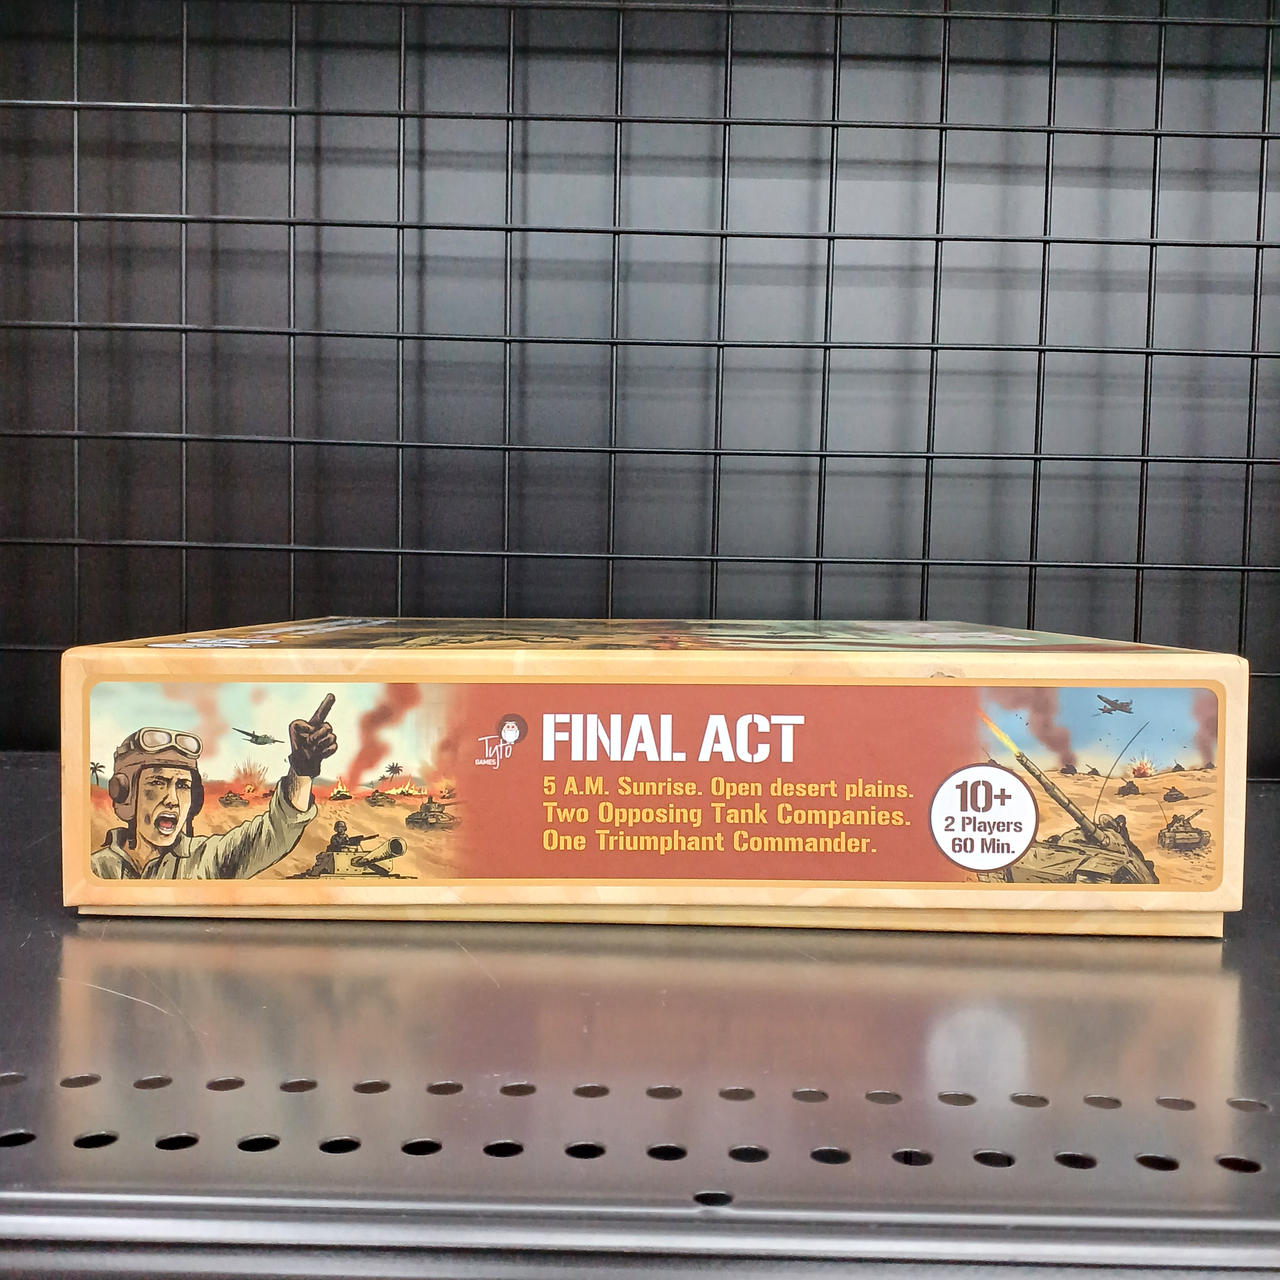 Tyto
GAMES
FINAL ACT
5 A.M. Sunrise. Open desert plains.
Two Opposing Tank Companies.
One Triumphant Commander.
10+
2 Players
60 Min.